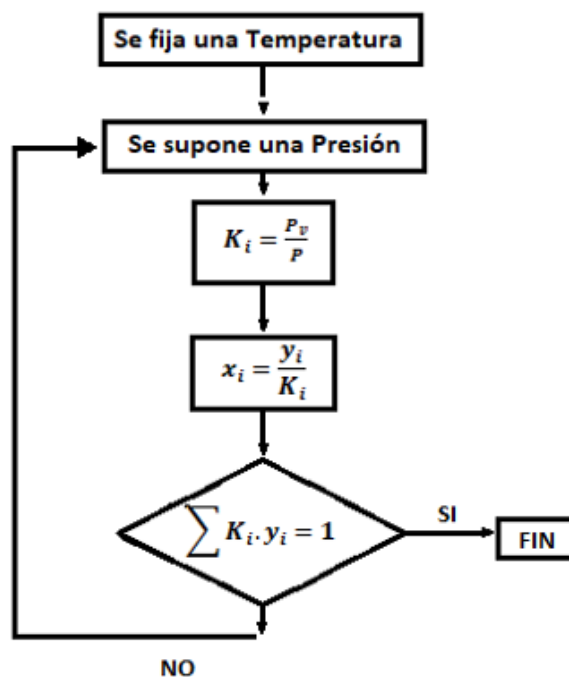 Se fija una Temperatura
Se supone una Presión
K_i = P_v / P
x_i = y_i / K_i
∑ K_i . y_i = 1
SI
FIN
NO